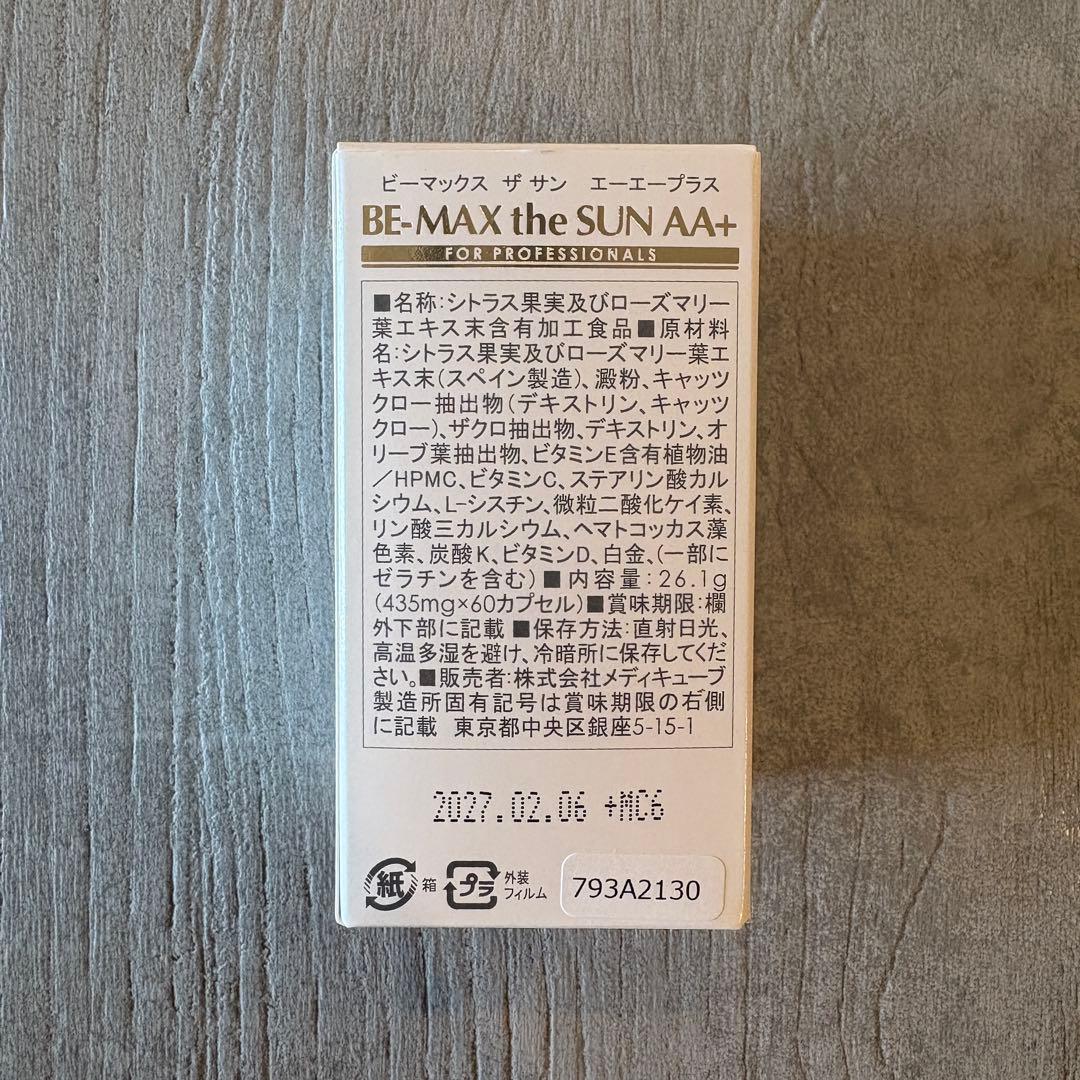 ビーマックス ザ サン エーエープラス
BE-MAX the SUN AA+
FOR PROFESSIONALS
■名称:シトラス果実及びローズマリー
葉エキス末含有加工食品■原材料
名:シトラス果実及びローズマリー葉エ
キス末(スペイン製造)、澱粉、キャッツ
クロー抽出物(デキストリン、キャッツ
クロー)、ザクロ抽出物、デキストリン、オ
リーブ葉抽出物、ビタミンE含有植物油
/HPMC、ビタミンC、ステアリン酸カル
シウム、L-シスチン、微粒二酸化ケイ素、
リン酸三カルシウム、ヘマトコッカス藻
色素、炭酸K、ビタミンD、白金、(一部に
ゼラチンを含む)■内容量:26.1g
(435mg×60カプセル)■賞味期限:欄
外下部に記載■保存方法:直射日光、
高温多湿を避け、冷暗所に保存してくだ
さい。■販売者:株式会社メディキューブ
製造所固有記号は賞味期限の右側
に記載 東京都中央区銀座5-15-1
2027.02.06 +MC6
紙 箱 プラ 外装
フィルム
793A2130